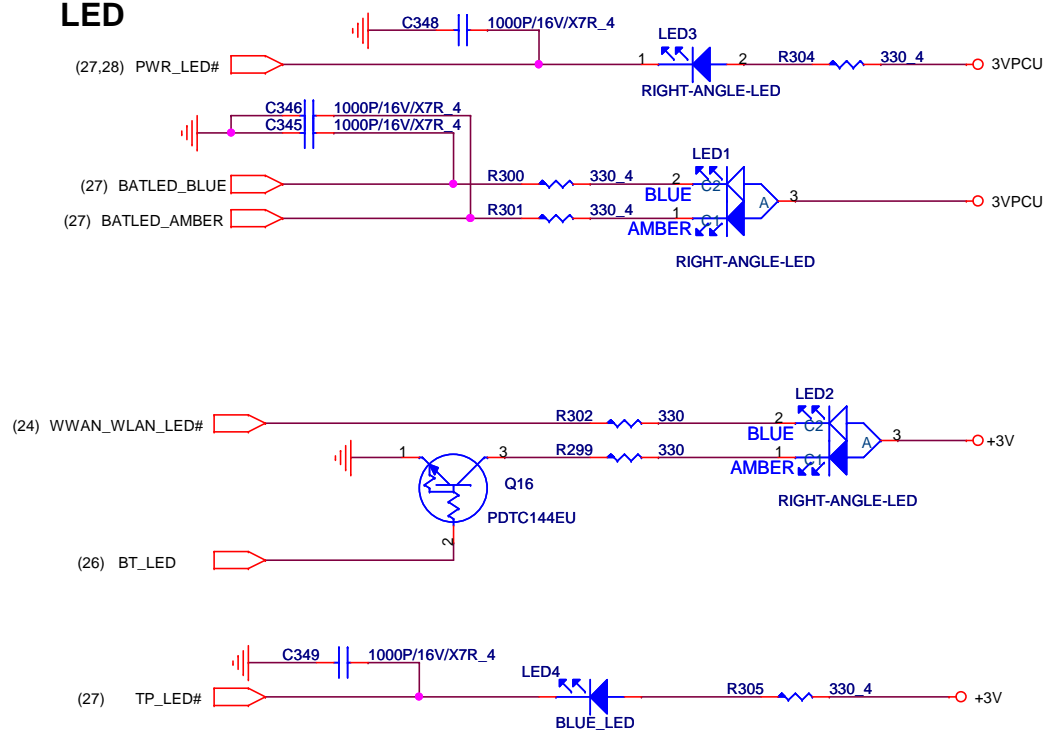 LED
C348 1000P/16V/X7R_4
LED3
(27,28) PWR_LED# 1 2 R304 330_4 3VPCU
RIGHT-ANGLE-LED
C346 1000P/16V/X7R_4
C345 1000P/16V/X7R_4
LED1
(27) BATLED_BLUE R300 330_4 2 C2
BLUE
A 3 3VPCU
(27) BATLED_AMBER R301 330_4 1 C1
AMBER
RIGHT-ANGLE-LED
LED2
(24) WWAN_WLAN_LED# R302 330 2 C2
BLUE
A 3 +3V
1 3 R299 330 1 C1
AMBER
Q16
RIGHT-ANGLE-LED
PDTC144EU
2
(26) BT_LED
C349 1000P/16V/X7R_4
LED4
(27) TP_LED# R305 330_4 +3V
BLUE_LED